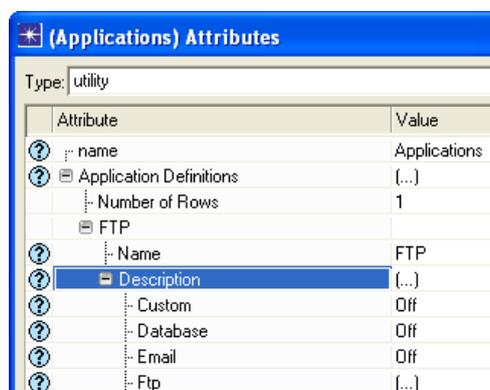 (Applications) Attributes
Type: utility
Attribute Value
name Applications
Application Definitions (...)
Number of Rows 1
FTP
Name FTP
Description (...)
Custom Off
Database Off
Email Off
Ftp (...)